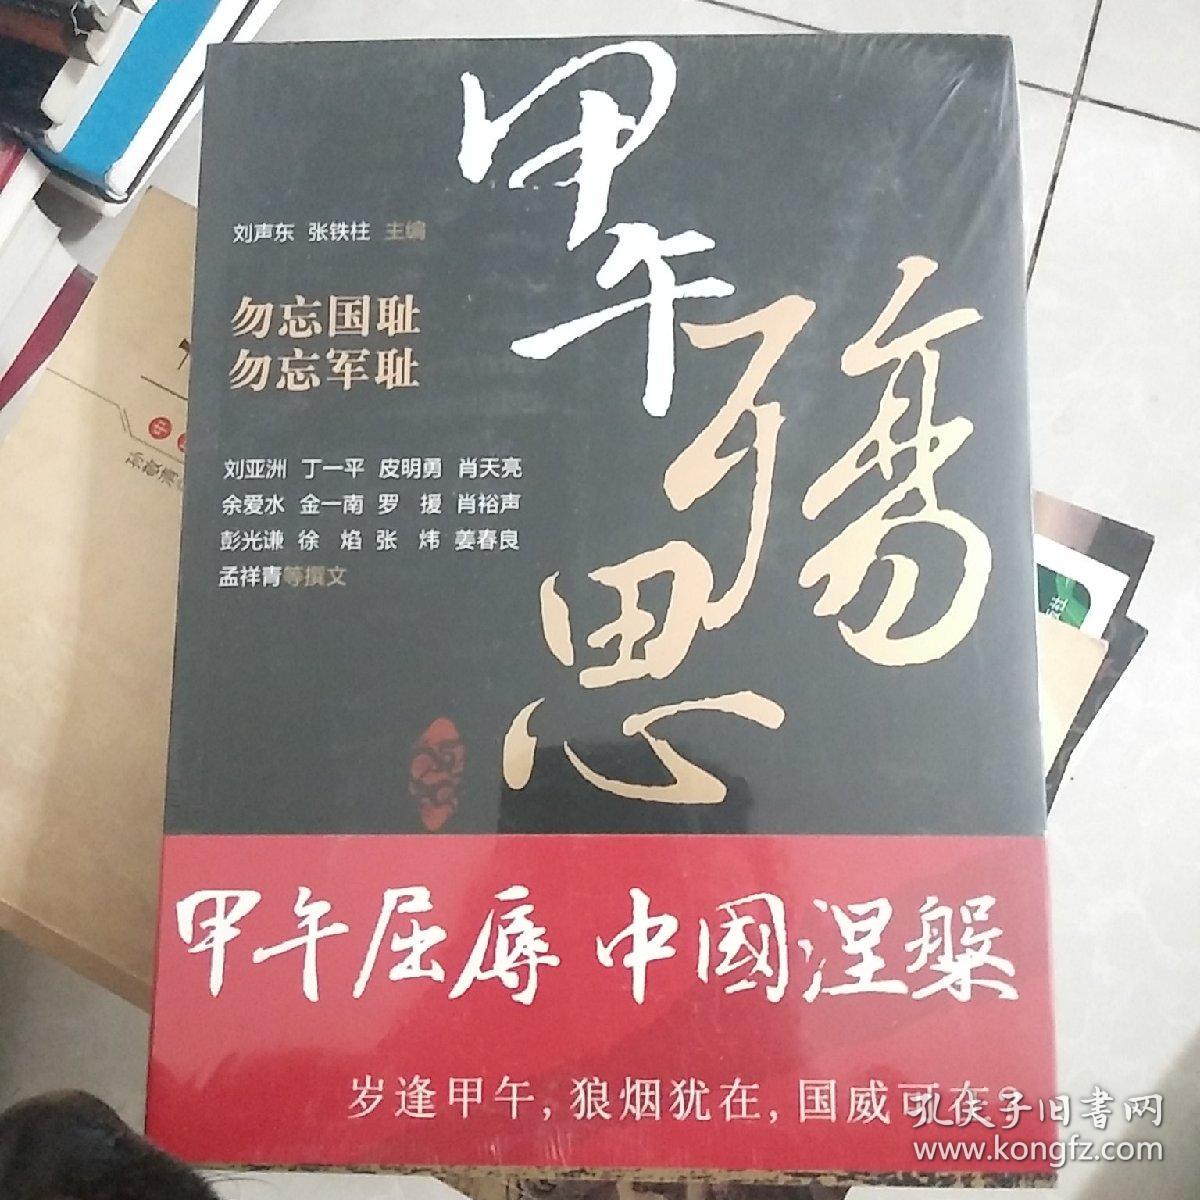 甲午
殇思
刘声东 张铁柱 主编
勿忘国耻
勿忘军耻
刘亚洲 丁一平 皮明勇 肖天亮
余爱水 金一南 罗 援 肖裕声
彭光谦 徐 焰 张 炜 姜春良
孟祥青等撰文
甲午屈辱 中國涅槃
岁逢甲午,狼烟犹在,国威可在?
孔夫子旧书网
www.kongfz.com